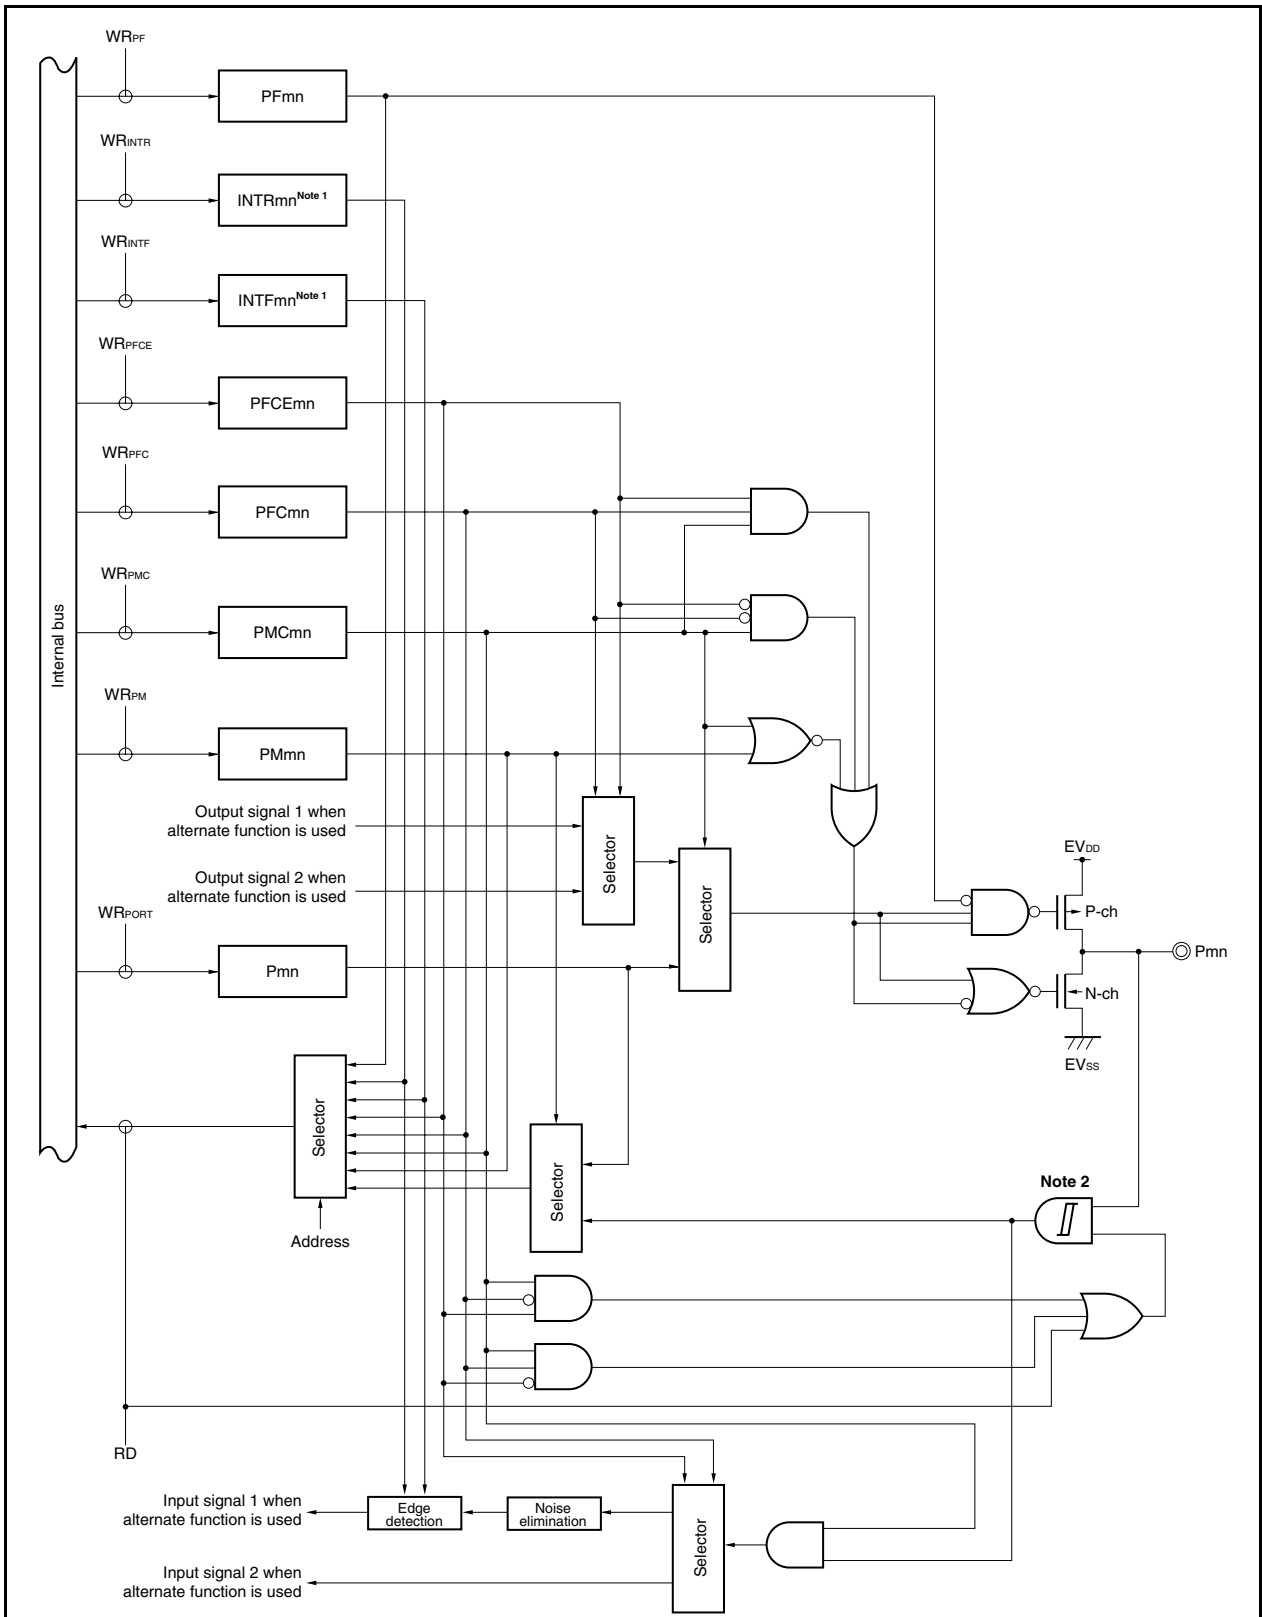 WRPF
PFmn
WRINTR
INTRmnNote 1
WRINTF
INTFmnNote 1
WRPFCE
PFCEmn
WRPFC
PFCmn
WRPMC
PMCmn
Internal bus
WRPM
PMmn
Output signal 1 when
alternate function is used
Selector
Output signal 2 when
alternate function is used
Selector
WRPORT
Pmn
EVDD
P-ch
Pmn
N-ch
EVSS
Selector
Address
Selector
Note 2
RD
Input signal 1 when
alternate function is used
Edge
detection
Noise
elimination
Selector
Input signal 2 when
alternate function is used